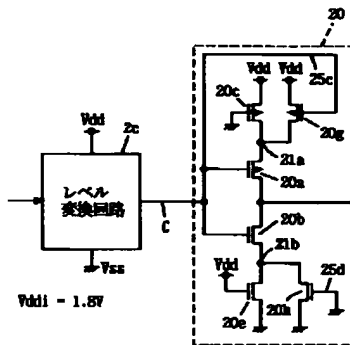 20
25c
Vdd
Vdd
20c
20g
Vdd
2c
21a
20a
レベル
変換回路
C
20b
21b
Vss
Vdd
25d
Vddi = 1.8V
20e
20h